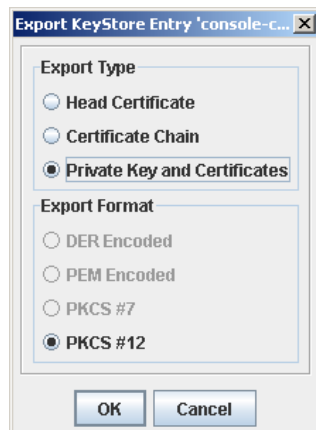 Export KeyStore Entry 'console-c...
Export Type
Head Certificate
Certificate Chain
Private Key and Certificates
Export Format
DER Encoded
PEM Encoded
PKCS #7
PKCS #12
OK Cancel